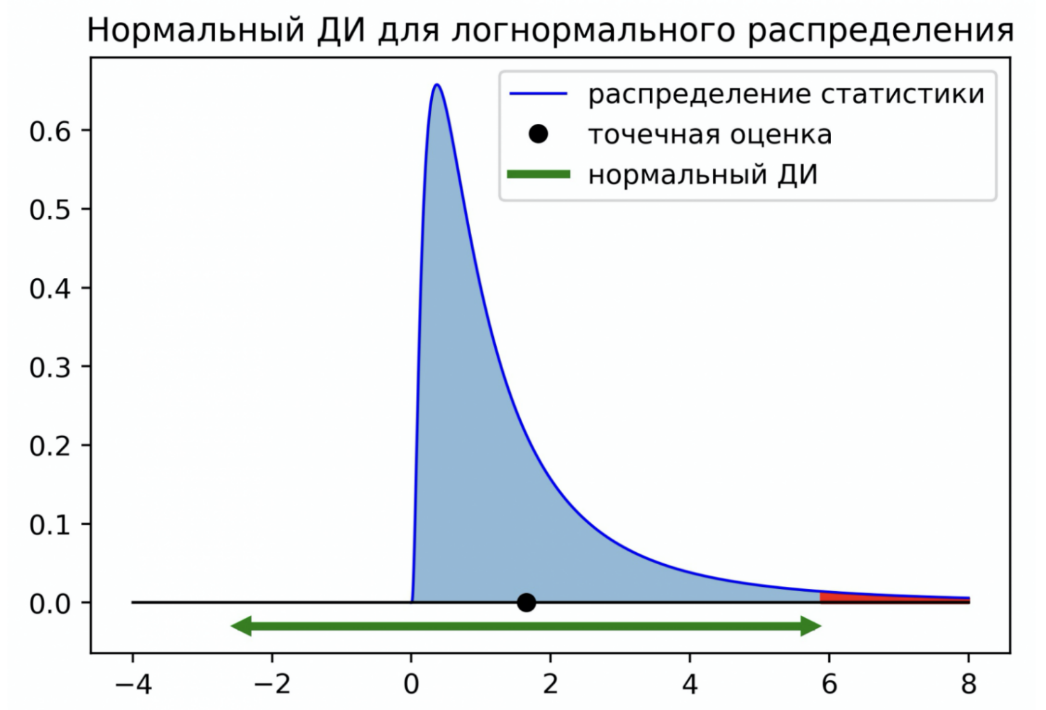 Нормальный ДИ для логнормального распределения
распределение статистики
точечная оценка
нормальный ДИ
0.6
0.5
0.4
0.3
0.2
0.1
0.0
−4 −2 0 2 4 6 8